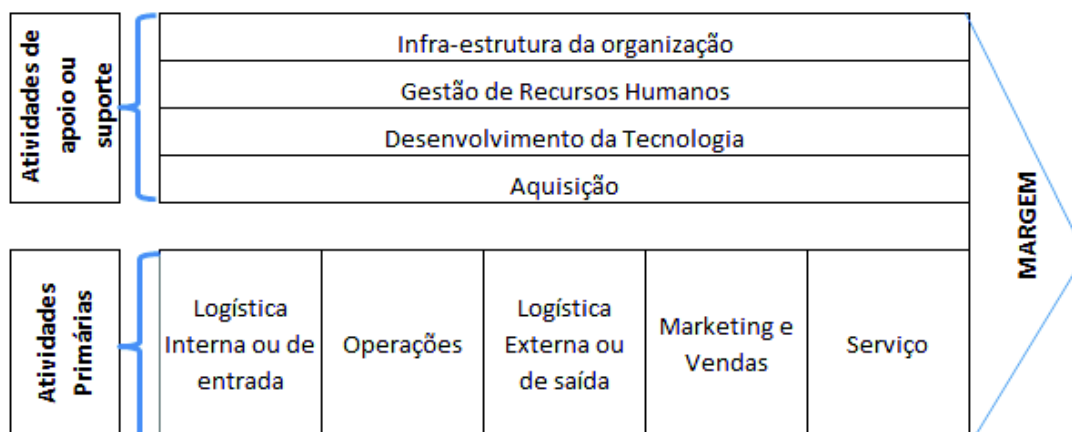 Atividades de
apoio ou
suporte
Infra-estrutura da organização
Gestão de Recursos Humanos
Desenvolvimento da Tecnologia
Aquisição
MARGEM
Atividades
Primárias
Logística
Interna ou de
entrada
Operações
Logística
Externa ou
de saída
Marketing e
Vendas
Serviço